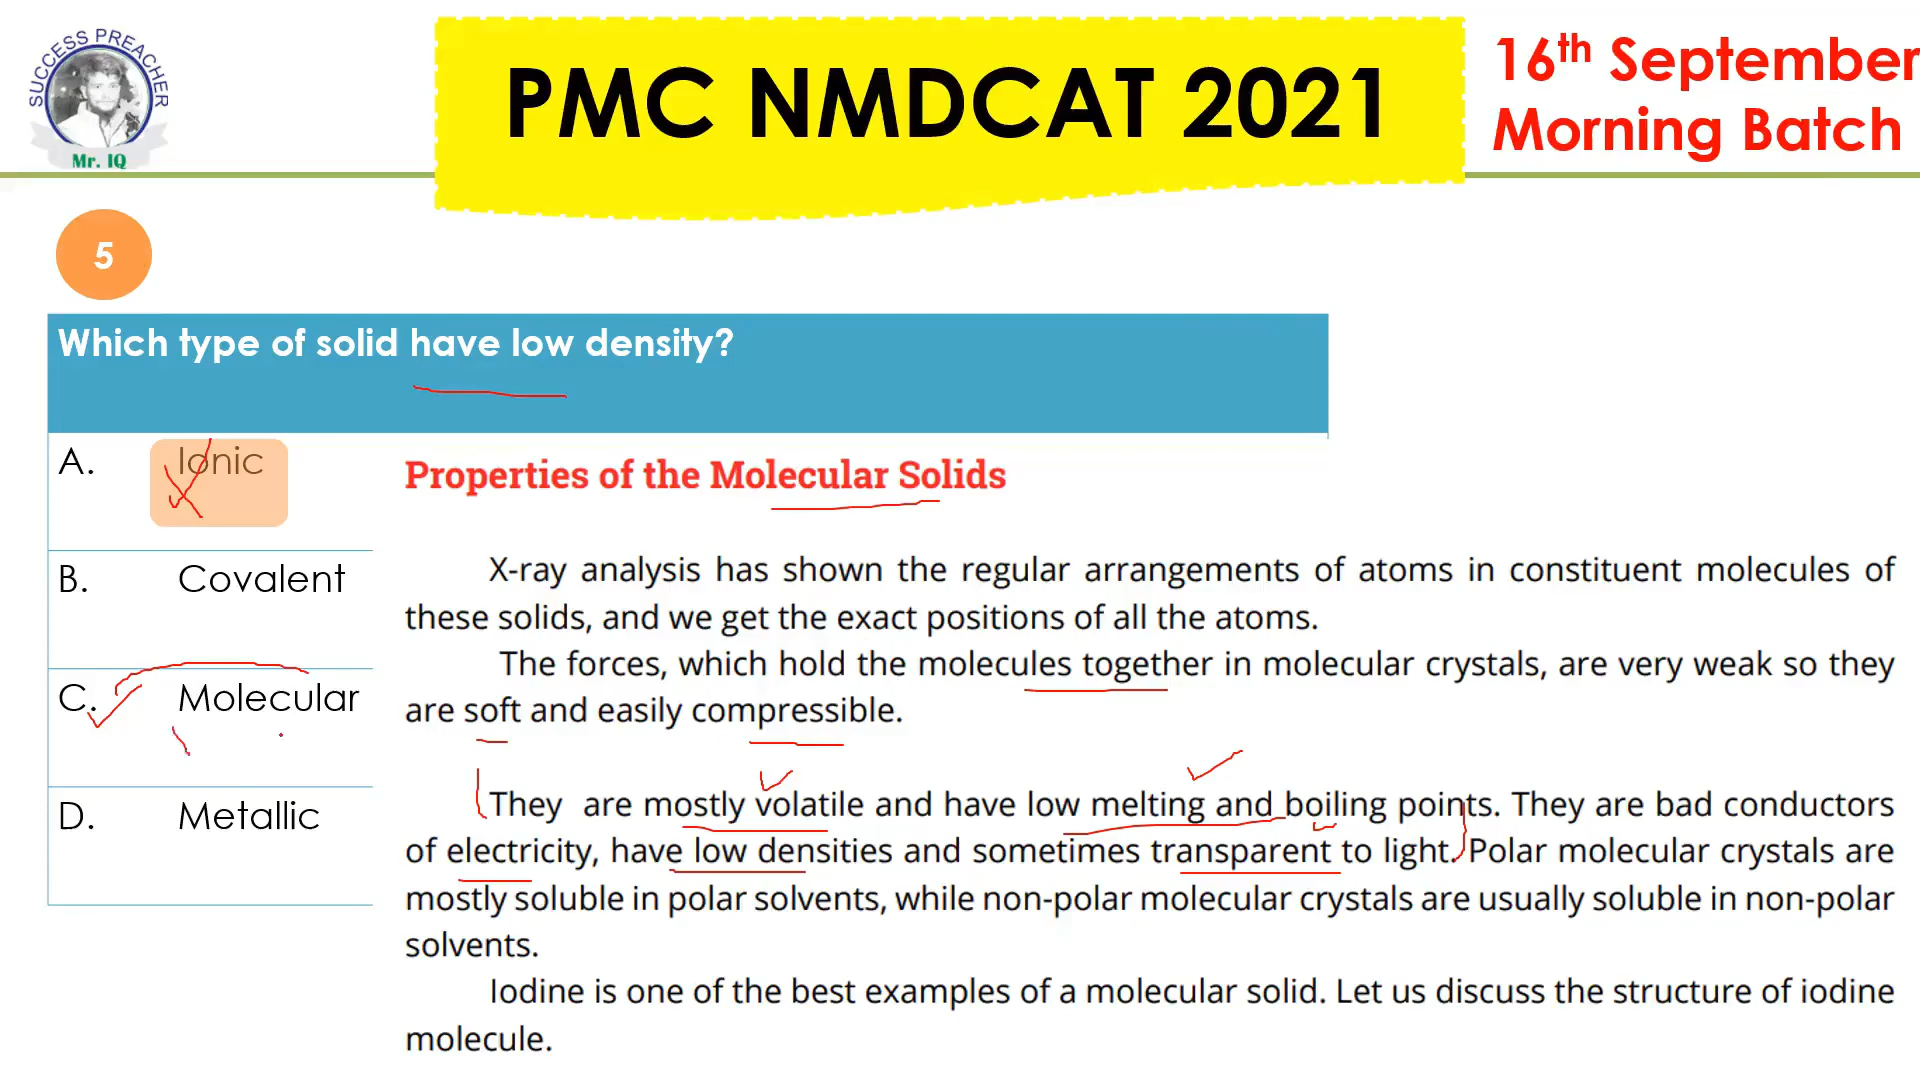 SUCCESS PREACHER
Mr. IQ
PMC NMDCAT 2021
16th September
Morning Batch
5
Which type of solid have low density?
A. Ionic
B. Covalent
C. Molecular
D. Metallic
Properties of the Molecular Solids
X-ray analysis has shown the regular arrangements of atoms in constituent molecules of
these solids, and we get the exact positions of all the atoms.
The forces, which hold the molecules together in molecular crystals, are very weak so they
are soft and easily compressible.
They are mostly volatile and have low melting and boiling points. They are bad conductors
of electricity, have low densities and sometimes transparent to light. Polar molecular crystals are
mostly soluble in polar solvents, while non-polar molecular crystals are usually soluble in non-polar
solvents.
Iodine is one of the best examples of a molecular solid. Let us discuss the structure of iodine
molecule.